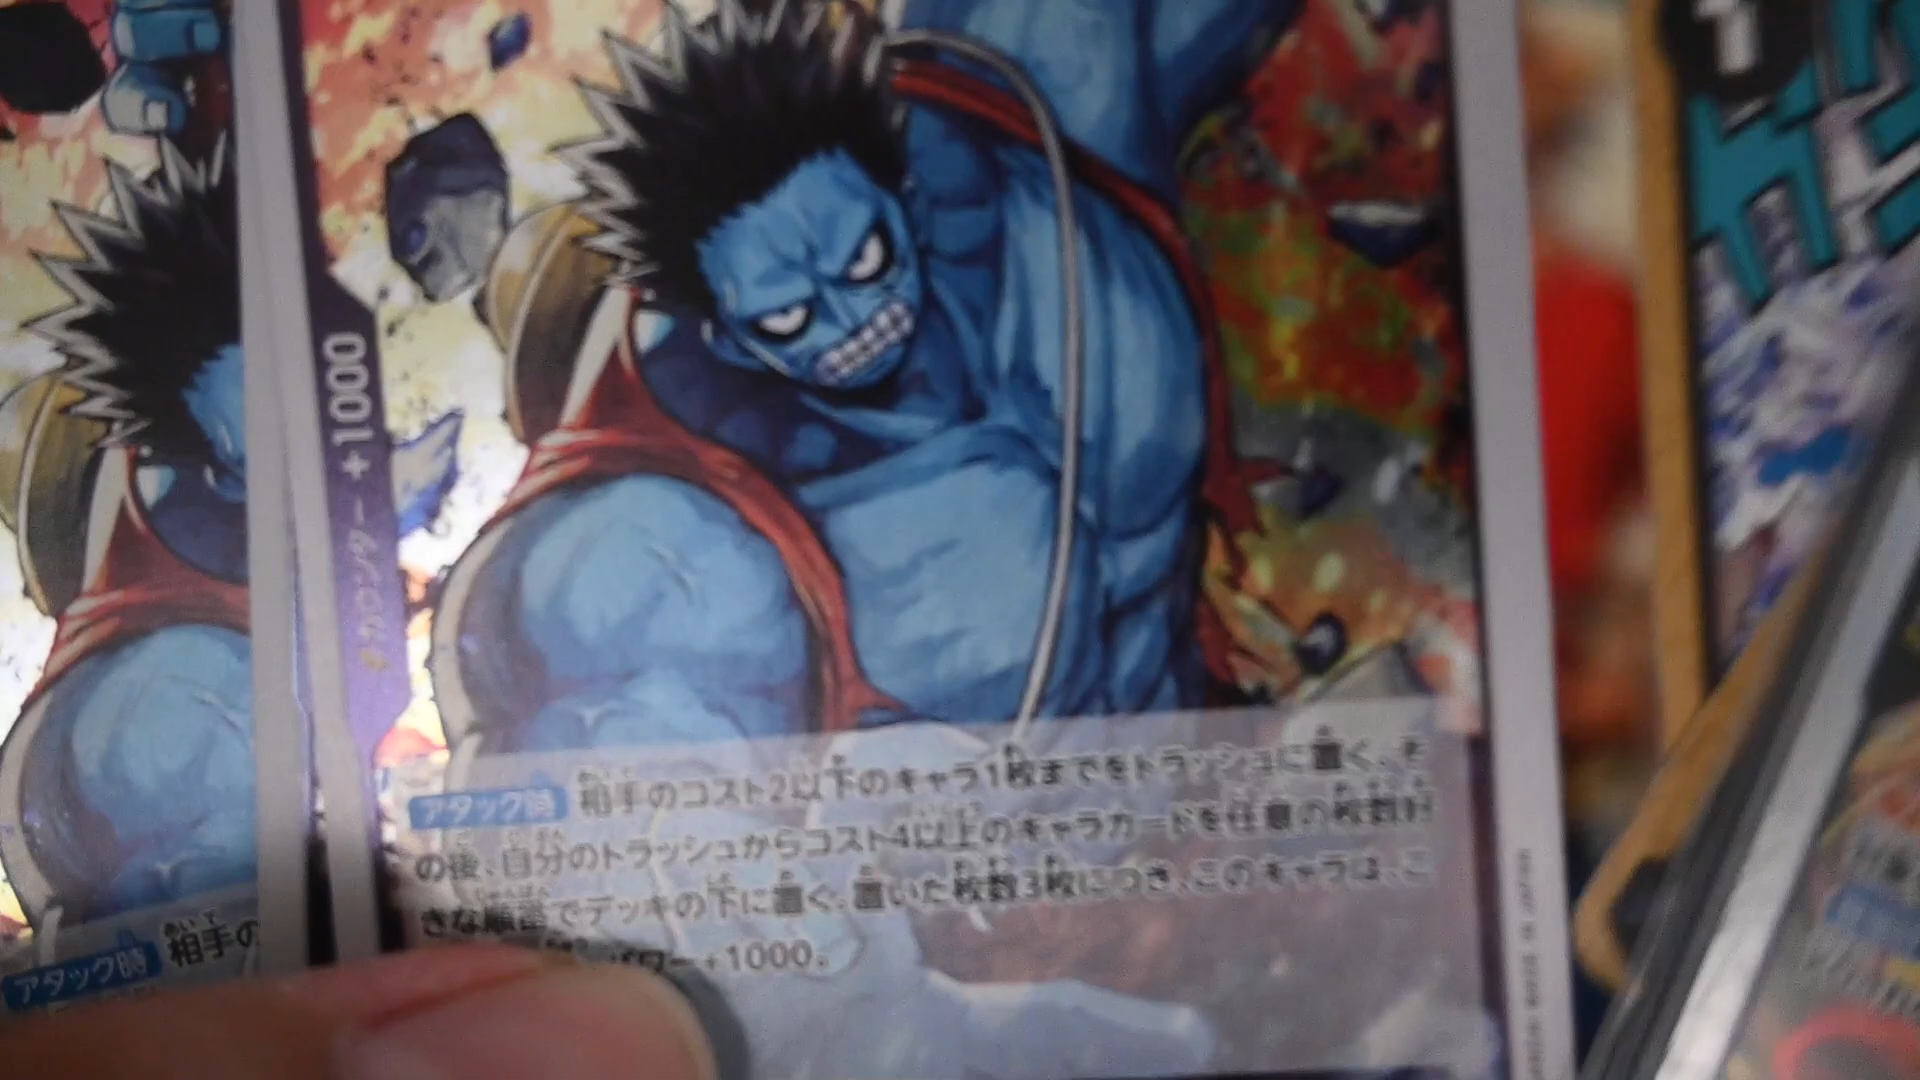 カウンター +1000
アタック時 相手のコスト2以下のキャラ1枚までをトラッシュに置く。そ
の後、自分のトラッシュからコスト4以上のキャラカードを任意の枚数好
きな順番でデッキの下に置く。置いた枚数3枚につき、このキャラは、こ
パワー+1000。
アタック時 相手の